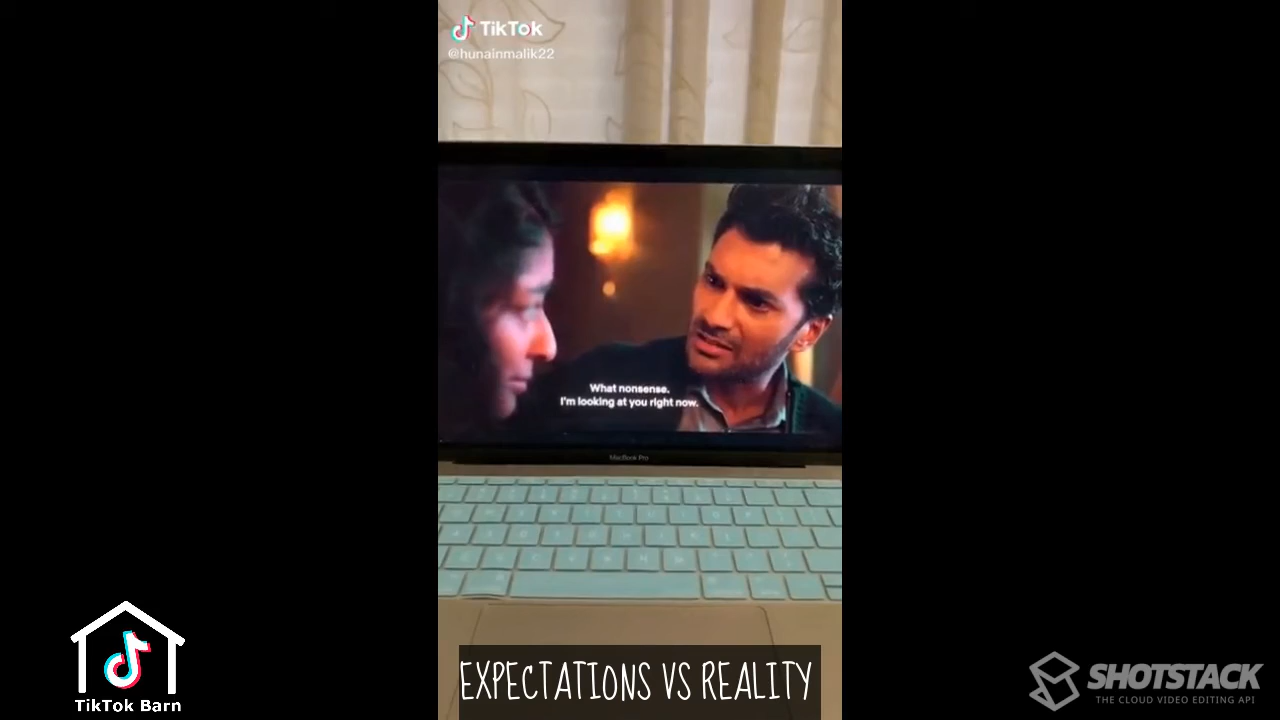 TikTok
@hunainmalik22
What nonsense.
I'm looking at you right now.
MacBook Pro
EXPECTATIONS VS REALITY
TikTok Barn
SHOTSTACK
THE CLOUD VIDEO EDITING API